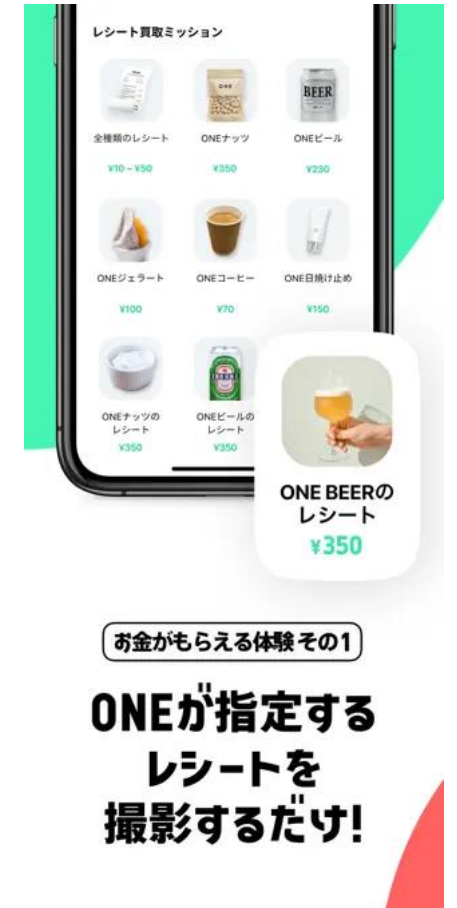 レシート買取ミッション
ONE
BEER
全種類のレシート
ONEナッツ
ONEビール
¥10 ~ ¥50
¥350
¥230
ONEジェラート
ONEコーヒー
ONE日焼け止め
¥100
¥70
¥150
ONEナッツの
レシート
¥350
ONEビールの
レシート
¥350
ONE BEERの
レシート
¥350
お金がもらえる体験 その1
ONEが指定する
レシートを
撮影するだけ!